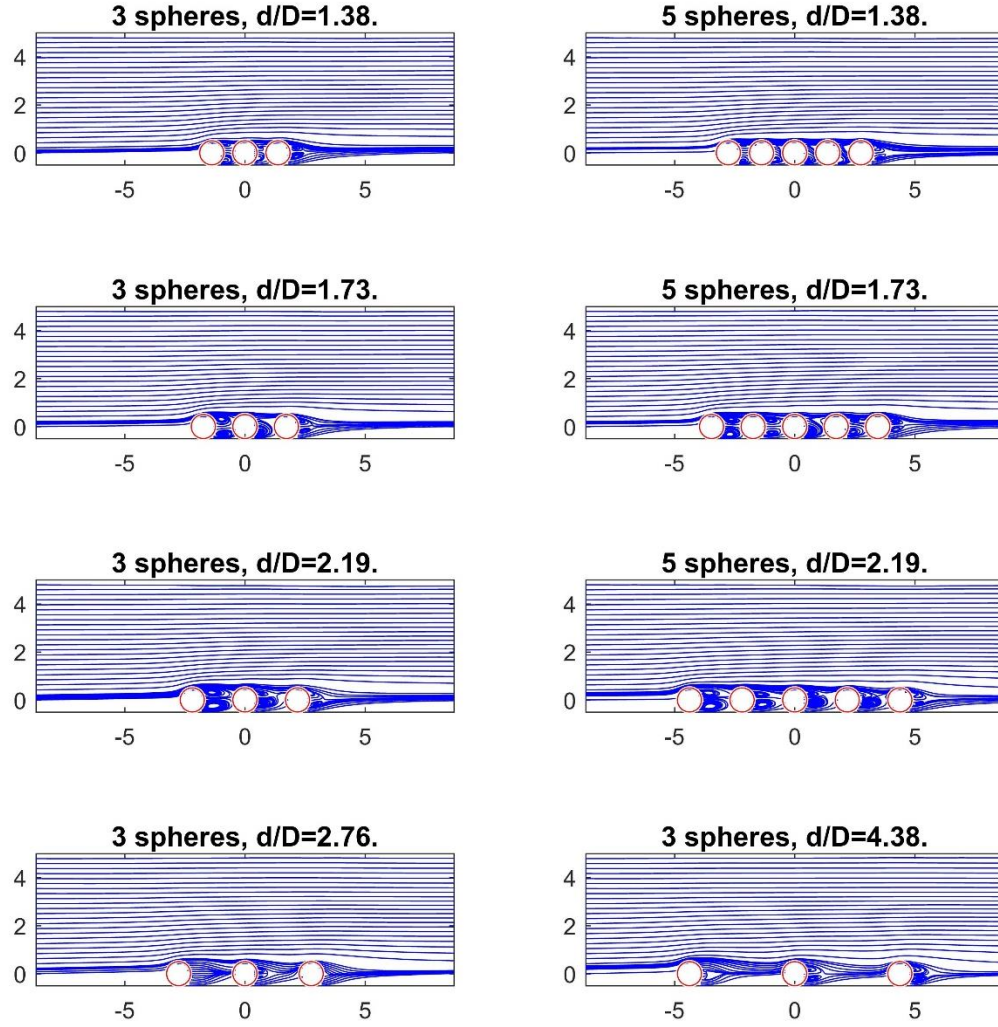 3 spheres, d/D=1.38.
4
2
0
-5 0 5
5 spheres, d/D=1.38.
4
2
0
-5 0 5
3 spheres, d/D=1.73.
4
2
0
-5 0 5
5 spheres, d/D=1.73.
4
2
0
-5 0 5
3 spheres, d/D=2.19.
4
2
0
-5 0 5
5 spheres, d/D=2.19.
4
2
0
-5 0 5
3 spheres, d/D=2.76.
4
2
0
-5 0 5
3 spheres, d/D=4.38.
4
2
0
-5 0 5